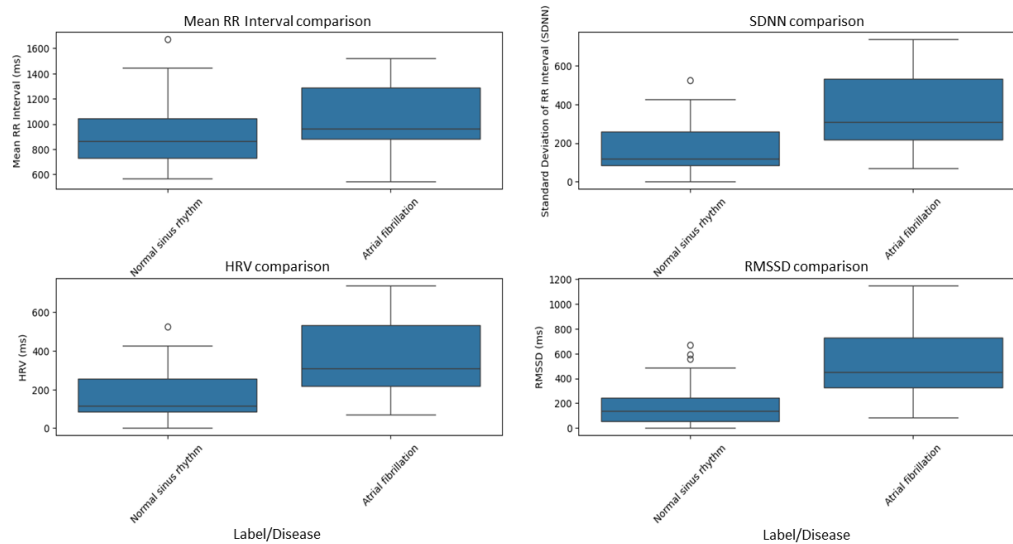 Mean RR Interval comparison
Mean RR Interval (ms)
1600
1400
1200
1000
800
600
Normal sinus rhythm
Atrial fibrillation
SDNN comparison
Standard Deviation of RR Interval (SDNN)
600
400
200
0
Normal sinus rhythm
Atrial fibrillation
HRV comparison
HRV (ms)
600
400
200
0
Normal sinus rhythm
Atrial fibrillation
Label/Disease
RMSSD comparison
RMSSD (ms)
1200
1000
800
600
400
200
0
Normal sinus rhythm
Atrial fibrillation
Label/Disease